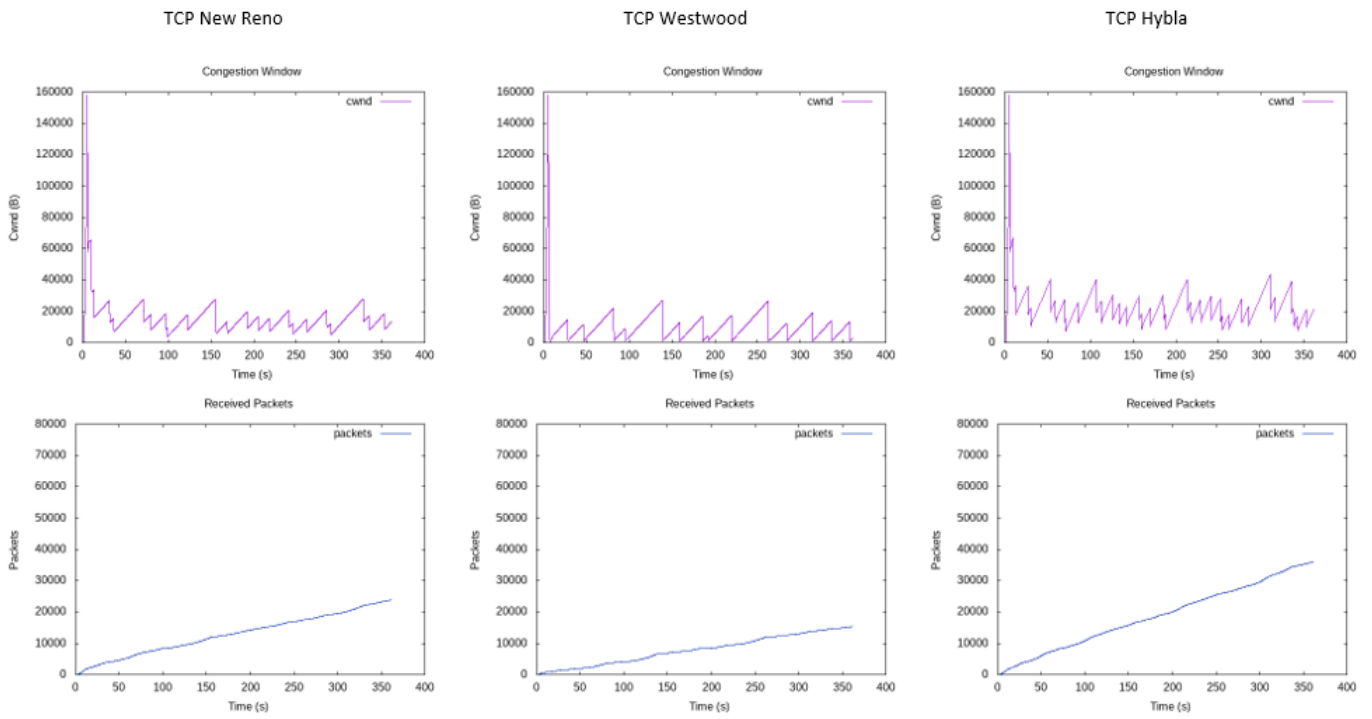 TCP New Reno
TCP Westwood
TCP Hybla
Congestion Window
Congestion Window
Congestion Window
160000
140000
120000
100000
80000
60000
40000
20000
0
Cwnd (B)
cwnd
0 50 100 150 200 250 300 350 400
Time (s)
160000
140000
120000
100000
80000
60000
40000
20000
0
Cwnd (B)
cwnd
0 50 100 150 200 250 300 350 400
Time (s)
160000
140000
120000
100000
80000
60000
40000
20000
0
Cwnd (B)
cwnd
0 50 100 150 200 250 300 350 400
Time (s)
Received Packets
Received Packets
Received Packets
80000
70000
60000
50000
40000
30000
20000
10000
0
Packets
packets
0 50 100 150 200 250 300 350 400
Time (s)
80000
70000
60000
50000
40000
30000
20000
10000
0
Packets
packets
0 50 100 150 200 250 300 350 400
Time (s)
80000
70000
60000
50000
40000
30000
20000
10000
0
Packets
packets
0 50 100 150 200 250 300 350 400
Time (s)